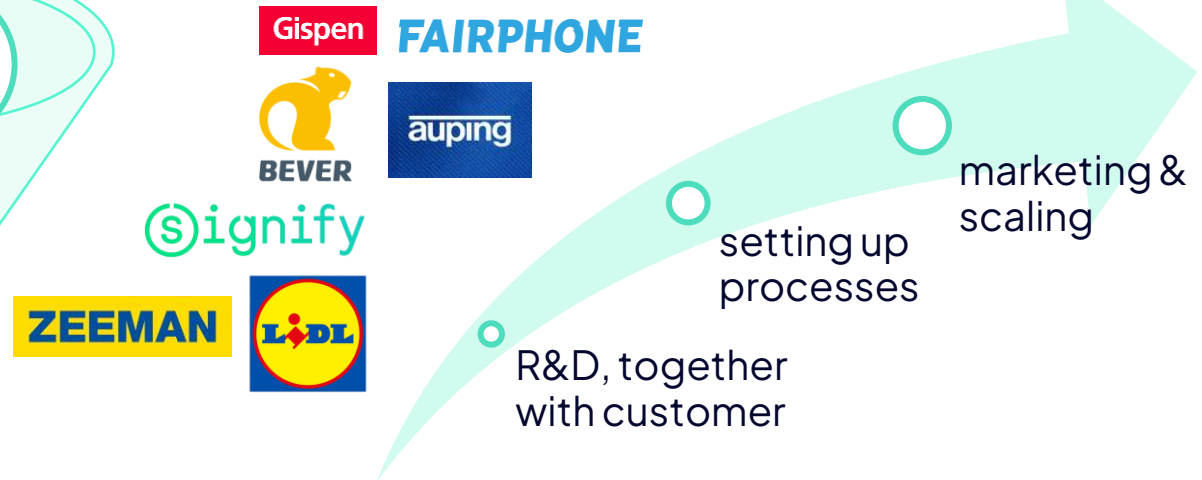 Gispen
FAIRPHONE
BEVER
auping
signify
ZEEMAN
LIDL
marketing &
scaling
setting up
processes
R&D, together
with customer